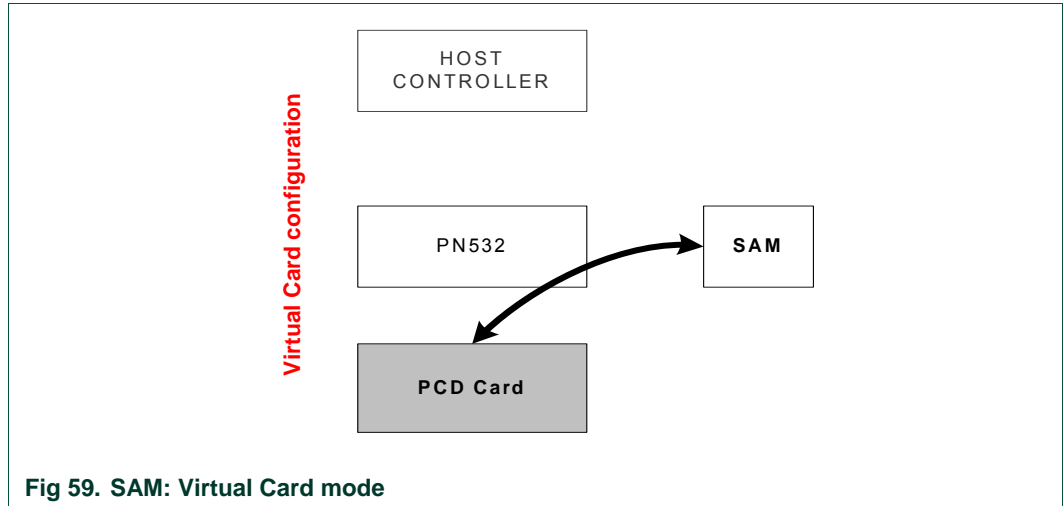 HOST
CONTROLLER
Virtual Card configuration
PN532
SAM
PCD Card
Fig 59. SAM: Virtual Card mode